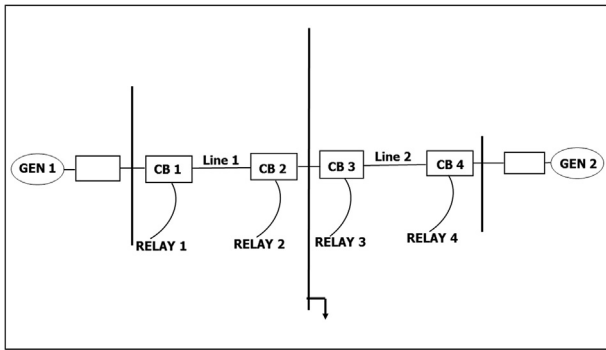 GEN 1
CB 1
Line 1
CB 2
CB 3
Line 2
CB 4
GEN 2
RELAY 1
RELAY 2
RELAY 3
RELAY 4